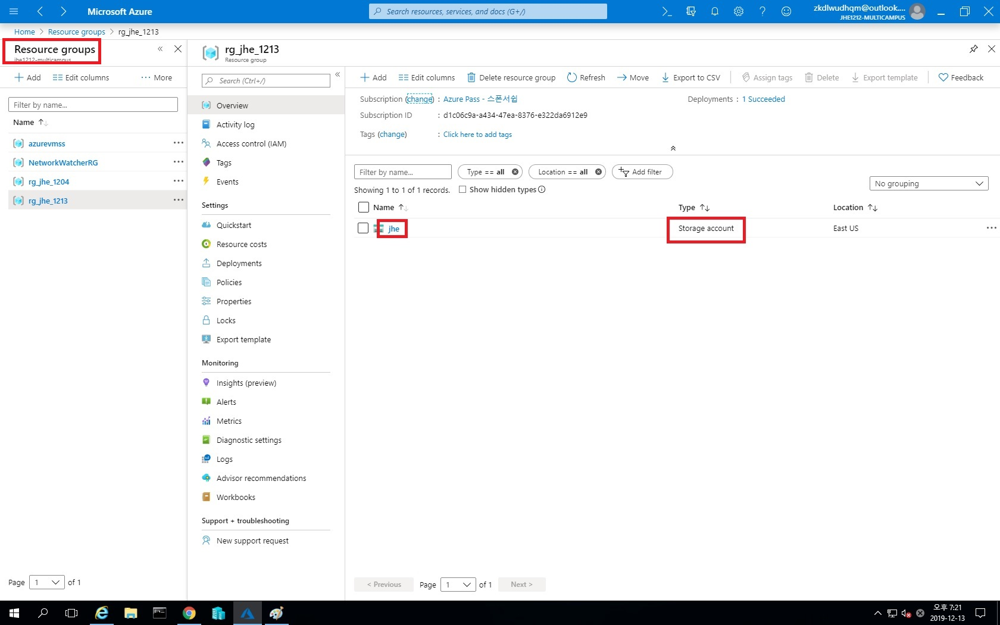 Microsoft Azure
Search resources, services, and docs (G+/)
zkdlwudhqm@outlook....
JHE1212-MULTICAMPUS
Home > Resource groups > rg_jhe_1213
Resource groups
jhe1212-multicampus
Add Edit columns ... More
Filter by name...
Name
azurevmss
NetworkWatcherRG
rg_jhe_1204
rg_jhe_1213
Page 1 of 1
rg_jhe_1213
Resource group
Search (Ctrl+/)
Overview
Activity log
Access control (IAM)
Tags
Events
Settings
Quickstart
Resource costs
Deployments
Policies
Properties
Locks
Export template
Monitoring
Insights (preview)
Alerts
Metrics
Diagnostic settings
Logs
Advisor recommendations
Workbooks
Support + troubleshooting
New support request
Add Edit columns Delete resource group Refresh Move Export to CSV Assign tags Delete Export template Feedback
Subscription (change) : Azure Pass - 스폰서쉽
Deployments : 1 Succeeded
Subscription ID : d1c06c9a-a434-47ea-8376-e322da6912e9
Tags (change) : Click here to add tags
Filter by name... Type == all Location == all Add filter
Showing 1 to 1 of 1 records. Show hidden types
No grouping
Name Type Location
jhe Storage account East US
< Previous Page 1 of 1 Next >
오후 7:21
2019-12-13